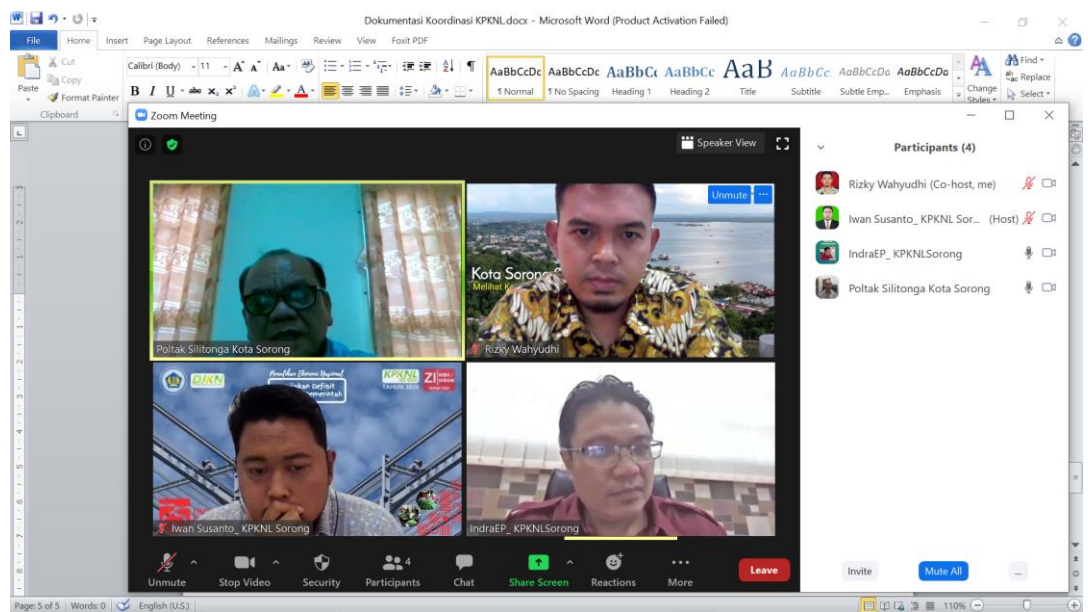 Dokumentasi Koordinasi KPKNL.docx - Microsoft Word (Product Activation Failed)
File Home Insert Page Layout References Mailings Review View Foxit PDF
Paste
Cut
Copy
Format Painter
Clipboard
Calibri (Body) 11
AaBbCcDc AaBbCcDc AaBbCc AaBbCc AaB AaBbCc AaBbCcDa AaBbCcDa
¶ Normal ¶ No Spacing Heading 1 Heading 2 Title Subtitle Subtle Emp... Emphasis
Change Styles
Find
Replace
Select
Zoom Meeting
Speaker View
Participants (4)
Unmute ...
Rizky Wahyudhi (Co-host, me)
Iwan Susanto_ KPKNL Sor... (Host)
IndraEP_ KPKNLSorong
Poltak Silitonga Kota Sorong
Kota Sorong
Poltak Silitonga Kota Sorong
Rizky Wahyudhi
DJKN
KPKNL
TAHUN 2020
ZI
Iwan Susanto_ KPKNL Sorong
IndraEP_ KPKNLSorong
4
Unmute Stop Video Security Participants Chat Share Screen Reactions More
Leave
Invite Mute All ...
Page: 5 of 5 Words: 0 English (U.S.) 110%